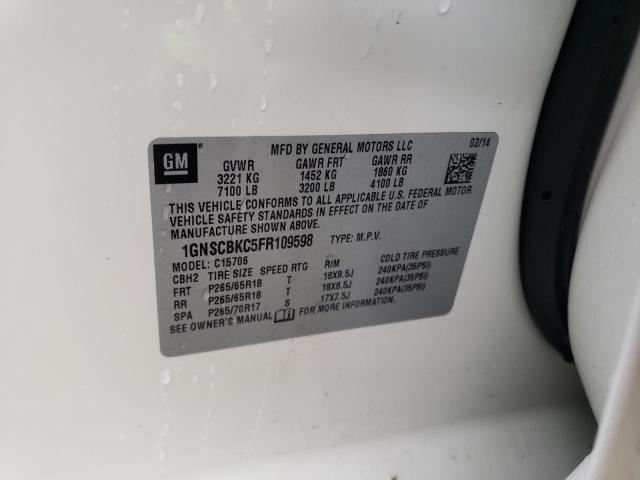 GM
MFD BY GENERAL MOTORS LLC 02/14
GVWR GAWR FRT GAWR RR
3221 KG 1452 KG 1860 KG
7100 LB 3200 LB 4100 LB
THIS VEHICLE CONFORMS TO ALL APPLICABLE U.S. FEDERAL MOTOR
VEHICLE SAFETY STANDARDS IN EFFECT ON THE DATE OF
MANUFACTURE SHOWN ABOVE.
1GNSCBKC5FR109598 TYPE: M.P.V.
MODEL: C15706
CBH2 TIRE SIZE SPEED RTG R/M COLD TIRE PRESSURE
FRT P265/65R18 T 18X8.5J 240KPA(35PSI)
RR P265/65R18 T 18X8.5J 240KPA(35PSI)
SPA P265/70R17 S 17X7.5J 240KPA(35PSI)
SEE OWNER'S MANUAL FOR MORE INFORMATION.